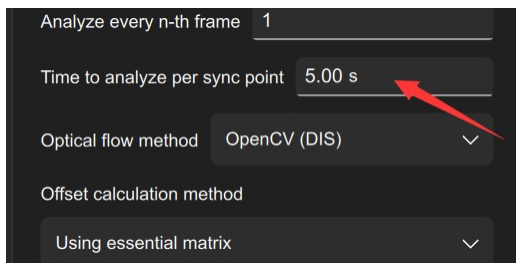 Analyze every n-th frame 1
Time to analyze per sync point 5.00 s
Optical flow method OpenCV (DIS)
Offset calculation method
Using essential matrix